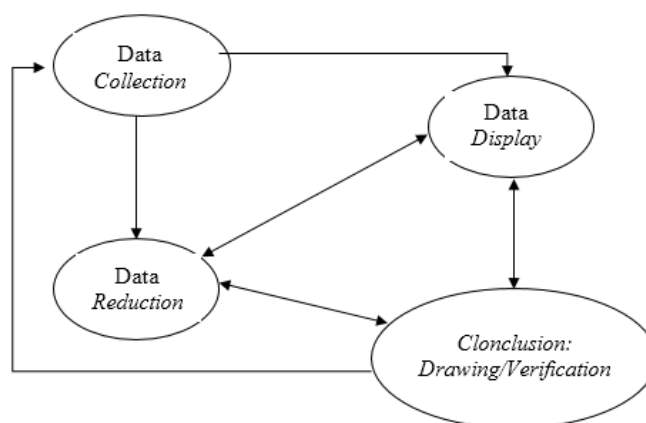 Data
Collection
Data
Display
Data
Reduction
Clonclusion:
Drawing/Verification